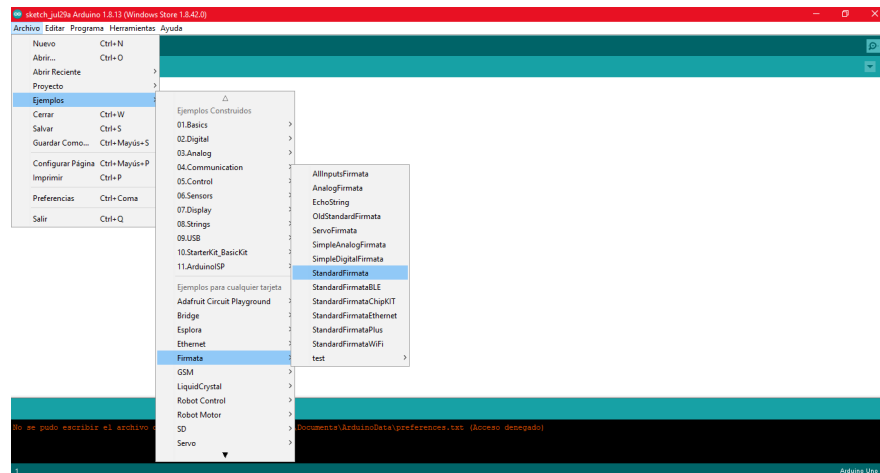 sketch_jul29a Arduino 1.8.13 (Windows Store 1.8.42.0)
Archivo Editar Programa Herramientas Ayuda
Nuevo Ctrl+N
Abrir... Ctrl+O
Abrir Reciente
Proyecto
Ejemplos
Cerrar Ctrl+W
Salvar Ctrl+S
Guardar Como... Ctrl+Mayús+S
Configurar Página Ctrl+Mayús+P
Imprimir Ctrl+P
Preferencias Ctrl+Coma
Salir Ctrl+Q
Ejemplos Construidos
01.Basics
02.Digital
03.Analog
04.Communication
05.Control
06.Sensors
07.Display
08.Strings
09.USB
10.StarterKit_BasicKit
11.ArduinoISP
Ejemplos para cualquier tarjeta
Adafruit Circuit Playground
Bridge
Esplora
Ethernet
Firmata
GSM
LiquidCrystal
Robot Control
Robot Motor
SD
Servo
AllInputsFirmata
AnalogFirmata
EchoString
OldStandardFirmata
ServoFirmata
SimpleAnalogFirmata
SimpleDigitalFirmata
StandardFirmata
StandardFirmataBLE
StandardFirmataChipKIT
StandardFirmataEthernet
StandardFirmataPlus
StandardFirmataWiFi
test
No se pudo escribir el archivo \Documents\ArduinoData\preferences.txt (Acceso denegado)
1 Arduino Uno